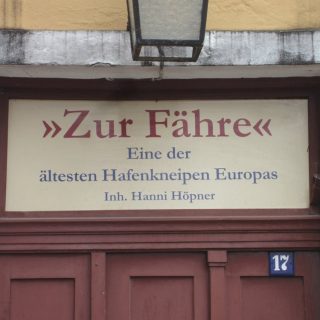 »Zur Fähre«
Eine der
ältesten Hafenkneipen Europas
Inh. Hanni Höpner
17